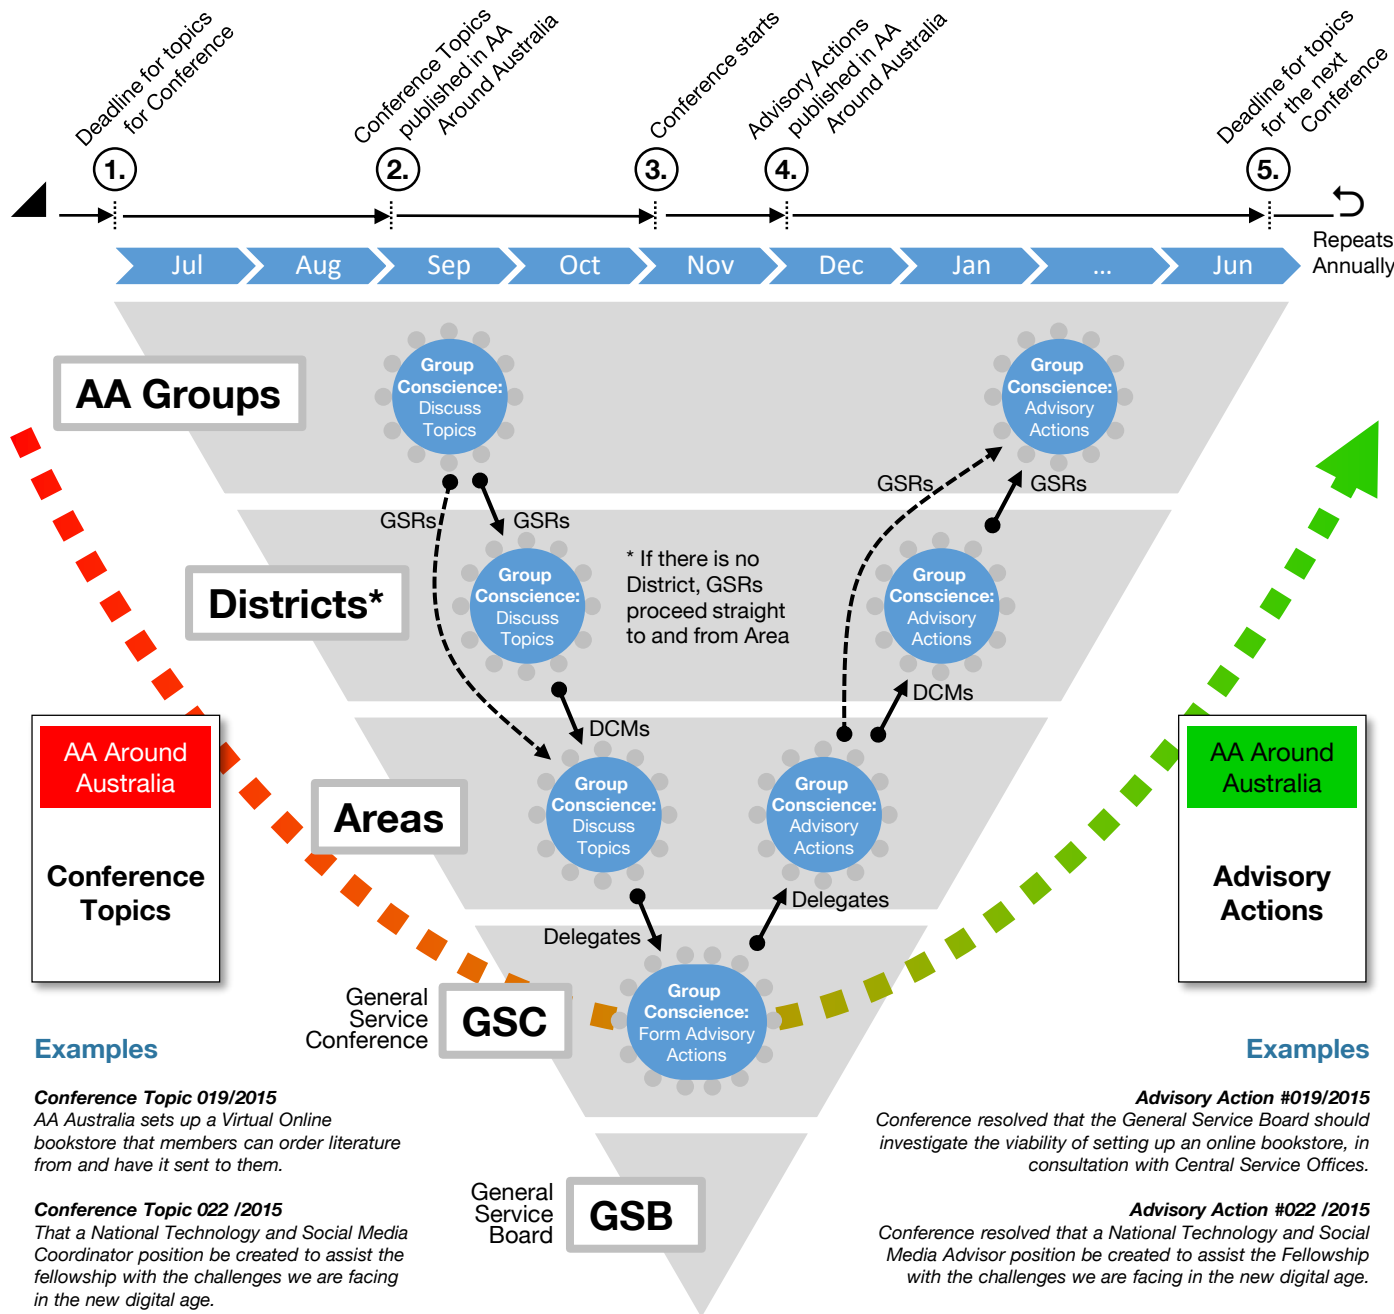 Deadline for topics
for Conference
Conference Topics
published in AA
Around Australia
Conference starts
Advisory Actions
published in AA
Around Australia
Deadline for topics
for the next
Conference
1.
2.
3.
4.
5.
Repeats
Annually
Jul
Aug
Sep
Oct
Nov
Dec
Jan
...
Jun
AA Groups
Group
Conscience:
Discuss
Topics
Group
Conscience:
Advisory
Actions
GSRs
GSRs
GSRs
GSRs
Districts*
Group
Conscience:
Discuss
Topics
* If there is no
District, GSRs
proceed straight
to and from Area
Group
Conscience:
Advisory
Actions
DCMs
DCMs
AA Around
Australia
Conference
Topics
Areas
Group
Conscience:
Discuss
Topics
Group
Conscience:
Advisory
Actions
AA Around
Australia
Advisory
Actions
Delegates
Delegates
General
Service
Conference
GSC
Group
Conscience:
Form Advisory
Actions
Examples
Conference Topic 019/2015
AA Australia sets up a Virtual Online
bookstore that members can order literature
from and have it sent to them.
Conference Topic 022 /2015
That a National Technology and Social Media
Coordinator position be created to assist the
fellowship with the challenges we are facing
in the new digital age.
General
Service
Board
GSB
Examples
Advisory Action #019/2015
Conference resolved that the General Service Board should
investigate the viability of setting up an online bookstore, in
consultation with Central Service Offices.
Advisory Action #022 /2015
Conference resolved that a National Technology and Social
Media Advisor position be created to assist the Fellowship
with the challenges we are facing in the new digital age.